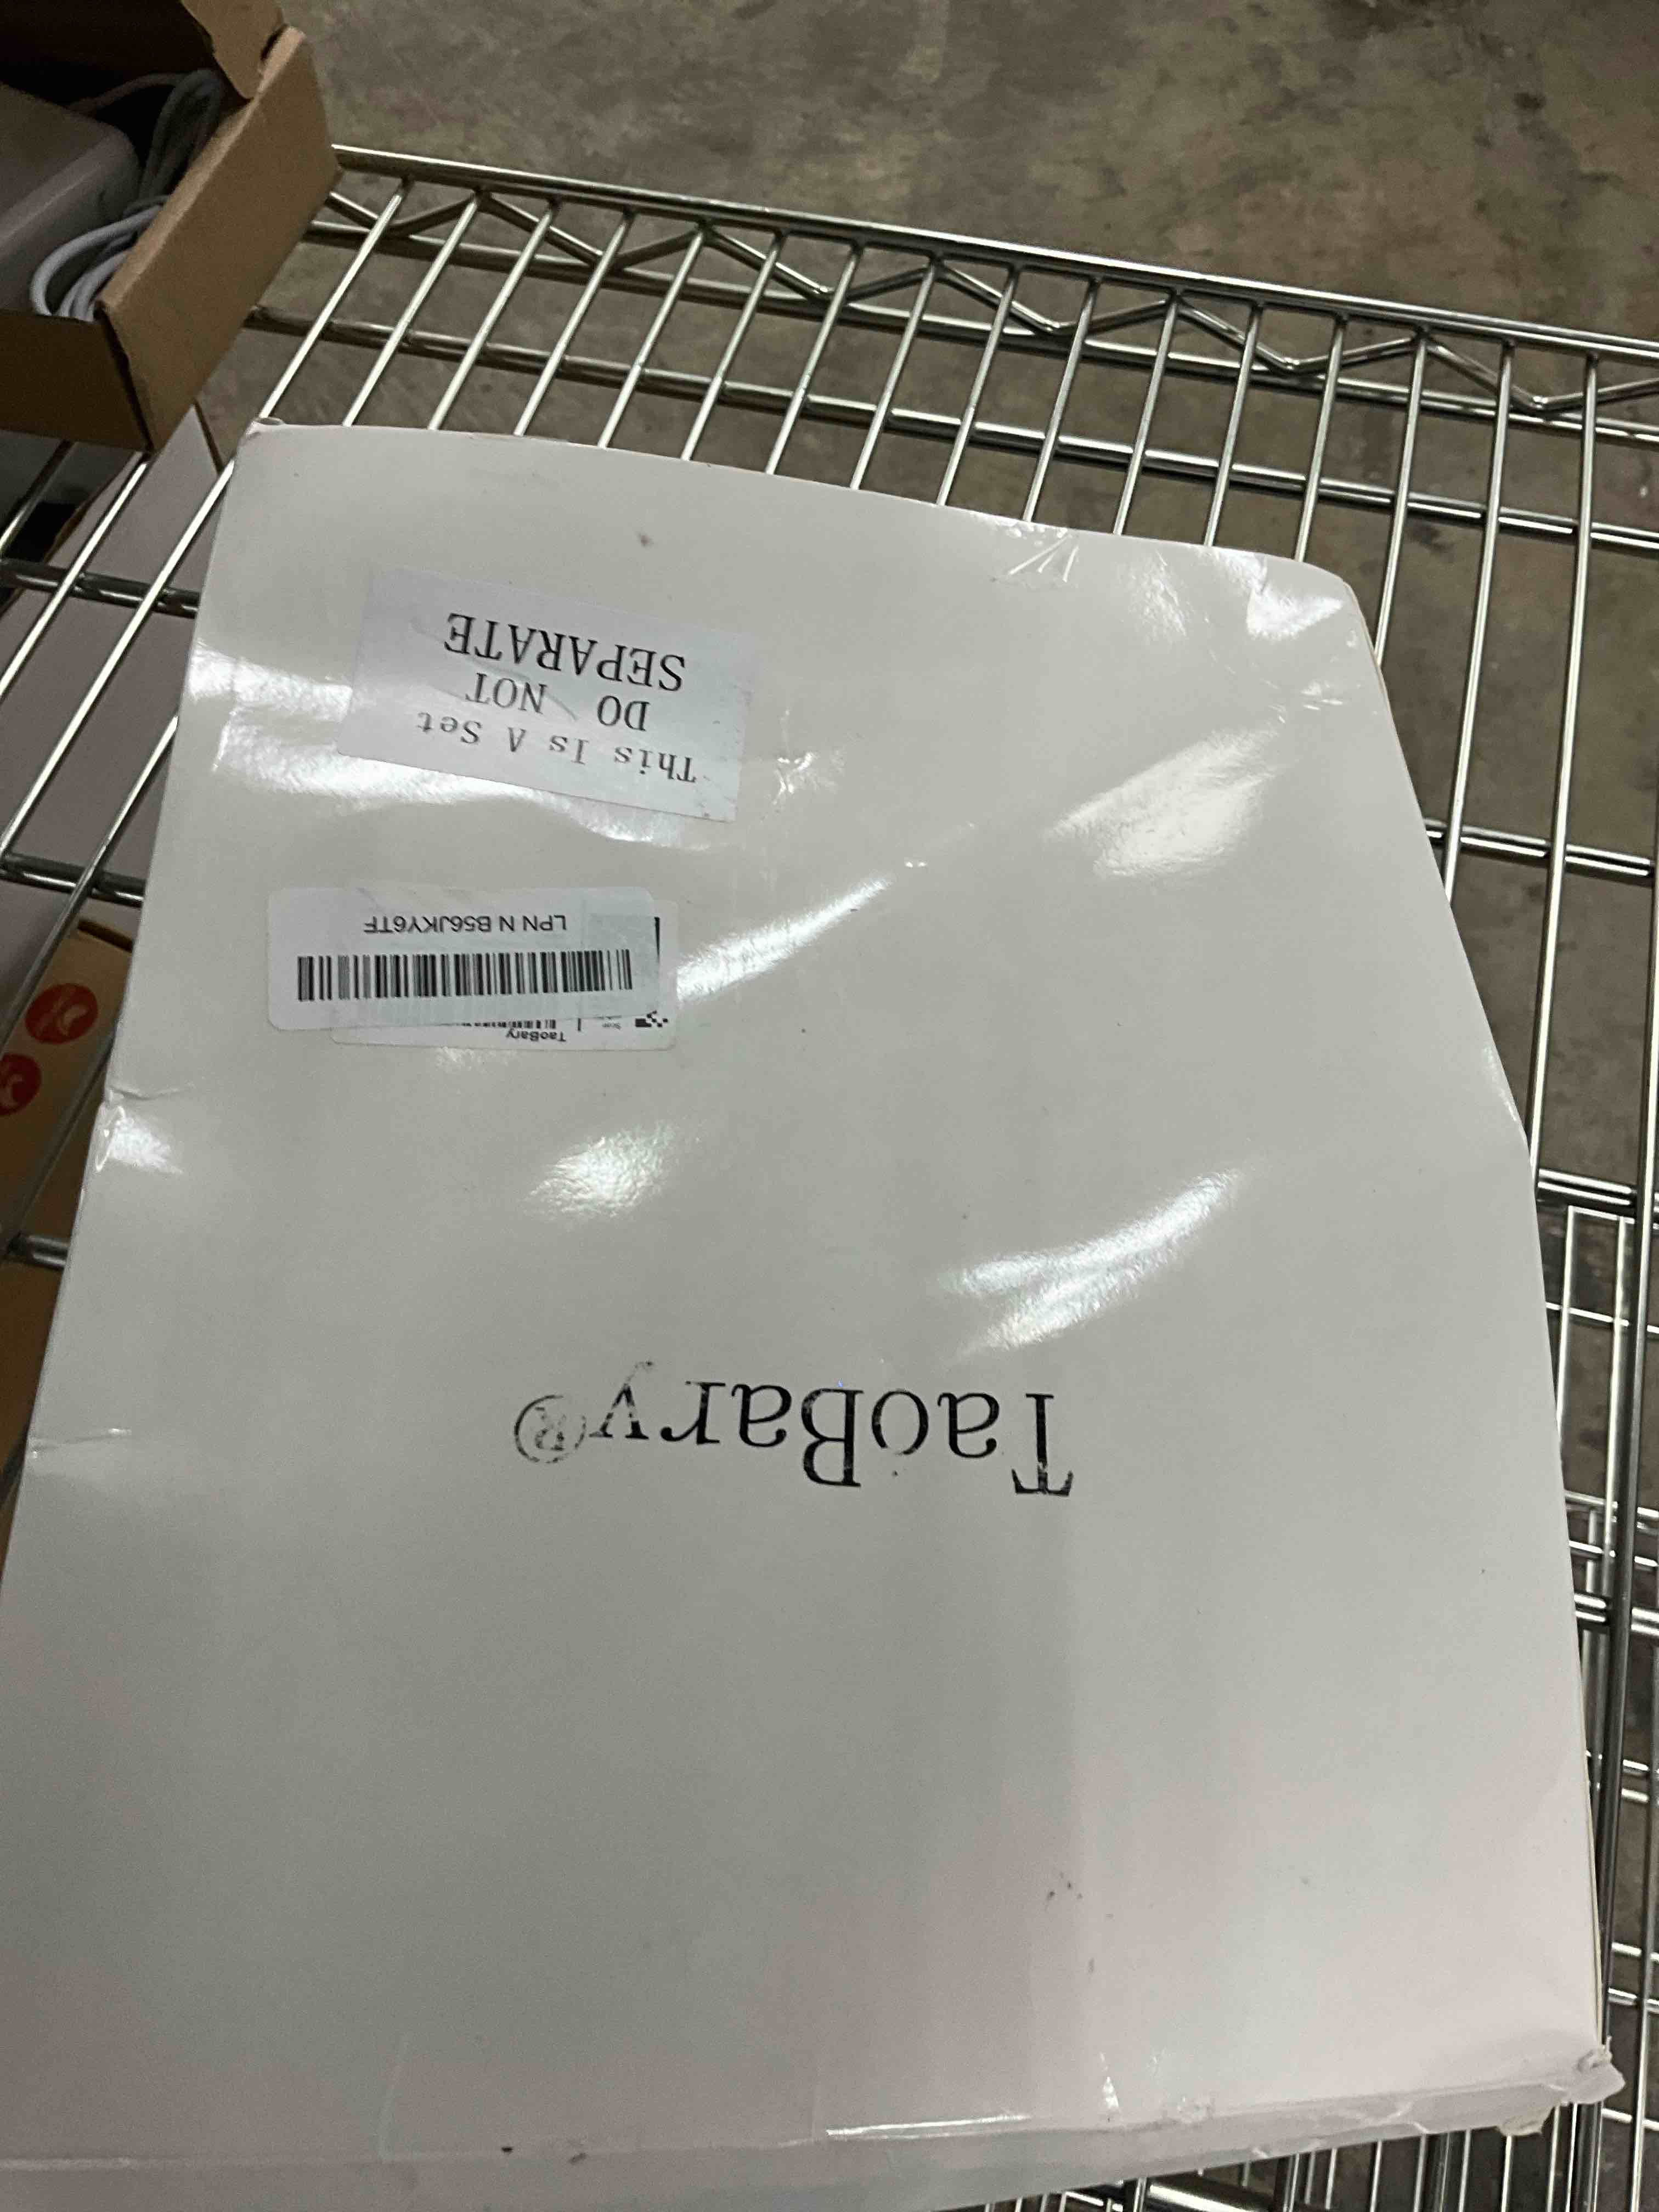 TaoBary®
TaoBary
LPN N B56JKY6TF
This Is A Set
DO NOT
SEPARATE